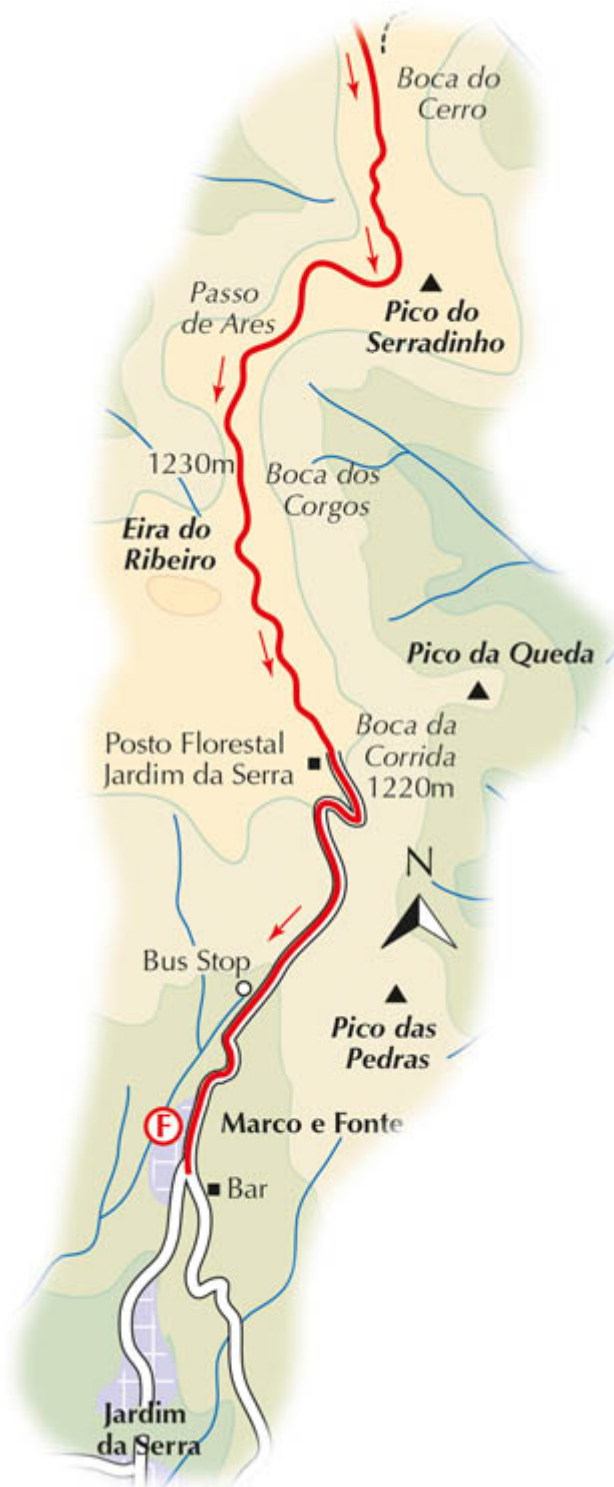 Boca do
Cerro
Passo
de Ares
Pico do
Serradinho
1230m
Boca dos
Corgos
Eira do
Ribeiro
Pico da Queda
Boca da
Corrida
1220m
Posto Florestal
Jardim da Serra
N
Bus Stop
Pico das
Pedras
F
Marco e Fonte
Bar
Jardim
da Serra